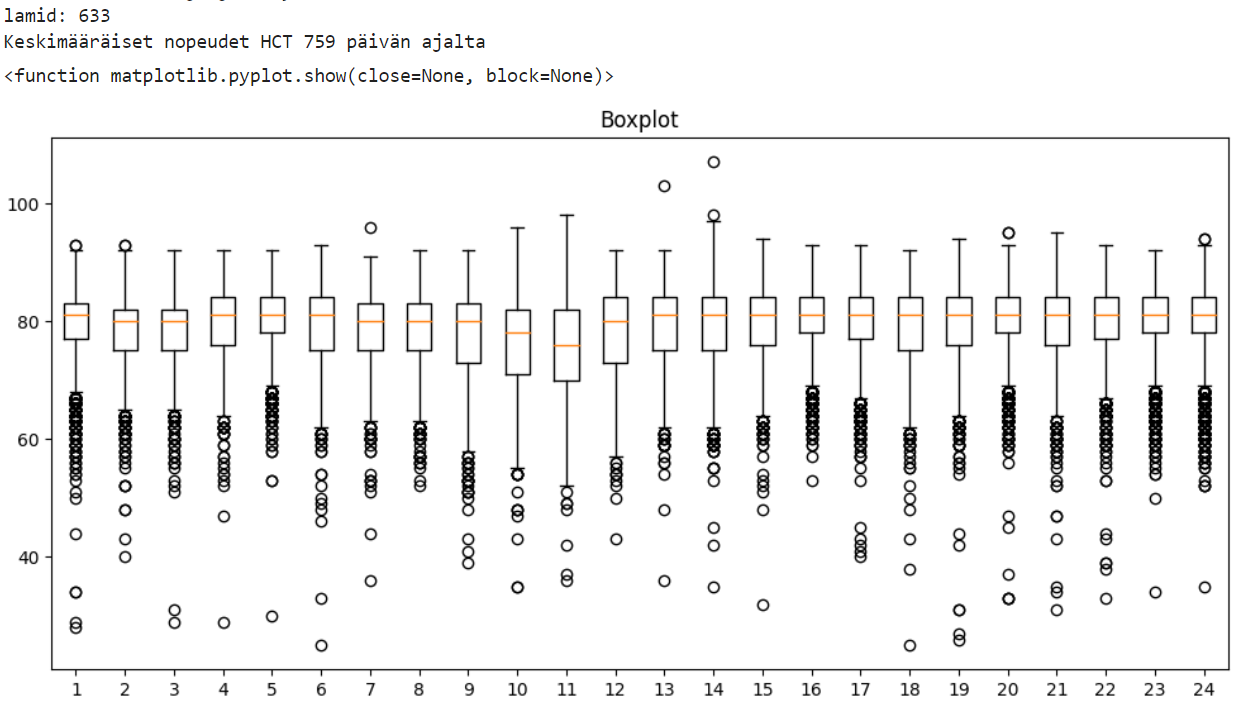 lamid: 633
Keskimääräiset nopeudet HCT 759 päivän ajalta
<function matplotlib.pyplot.show(close=None, block=None)>
Boxplot
100
80
60
40
1 2 3 4 5 6 7 8 9 10 11 12 13 14 15 16 17 18 19 20 21 22 23 24